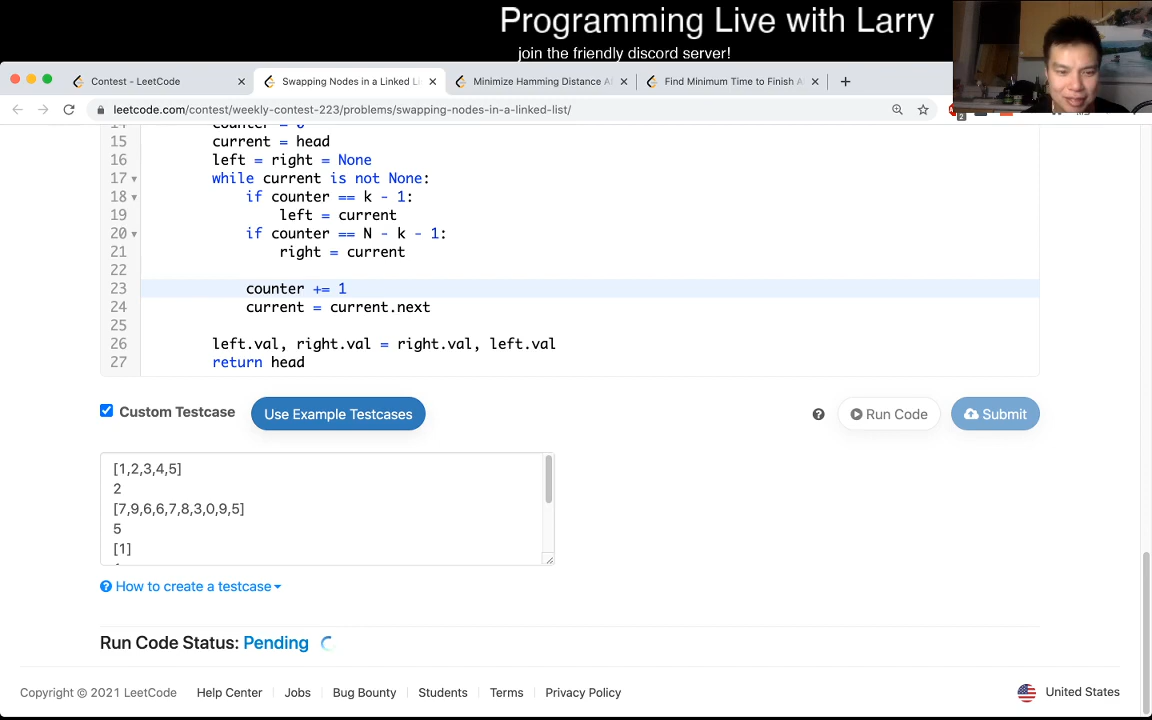 Programming Live with Larry
join the friendly discord server!
Contest - LeetCode
Swapping Nodes in a Linked Li
Minimize Hamming Distance A
Find Minimum Time to Finish A
leetcode.com/contest/weekly-contest-223/problems/swapping-nodes-in-a-linked-list/
2
14 counter = 0
15 current = head
16 left = right = None
17 while current is not None:
18 if counter == k - 1:
19 left = current
20 if counter == N - k - 1:
21 right = current
22
23 counter += 1
24 current = current.next
25
26 left.val, right.val = right.val, left.val
27 return head
Custom Testcase Use Example Testcases ? Run Code Submit
[1,2,3,4,5]
2
[7,9,6,6,7,8,3,0,9,5]
5
[1]
? How to create a testcase
Run Code Status: Pending
Copyright © 2021 LeetCode Help Center Jobs Bug Bounty Students Terms Privacy Policy United States